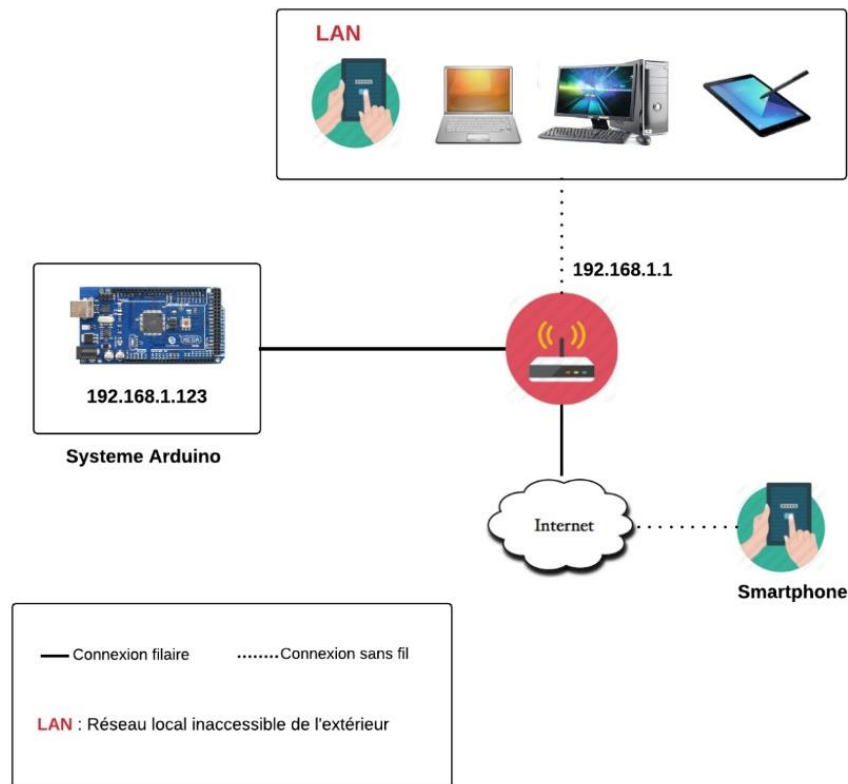 LAN
192.168.1.1
192.168.1.123
Systeme Arduino
Internet
Smartphone
Connexion filaire
Connexion sans fil
LAN : Réseau local inaccessible de l'extérieur